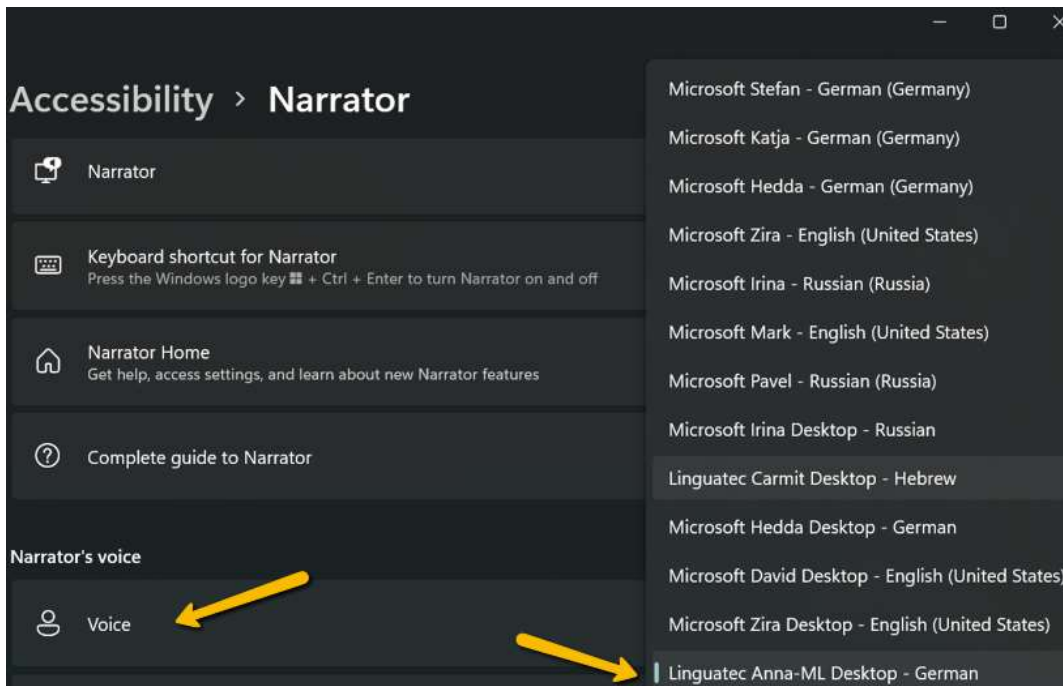 Accessibility > Narrator
Narrator
Keyboard shortcut for Narrator
Press the Windows logo key + Ctrl + Enter to turn Narrator on and off
Narrator Home
Get help, access settings, and learn about new Narrator features
Complete guide to Narrator
Narrator's voice
Voice
Microsoft Stefan - German (Germany)
Microsoft Katja - German (Germany)
Microsoft Hedda - German (Germany)
Microsoft Zira - English (United States)
Microsoft Irina - Russian (Russia)
Microsoft Mark - English (United States)
Microsoft Pavel - Russian (Russia)
Microsoft Irina Desktop - Russian
Linguatec Carmit Desktop - Hebrew
Microsoft Hedda Desktop - German
Microsoft David Desktop - English (United States)
Microsoft Zira Desktop - English (United States)
Linguatec Anna-ML Desktop - German